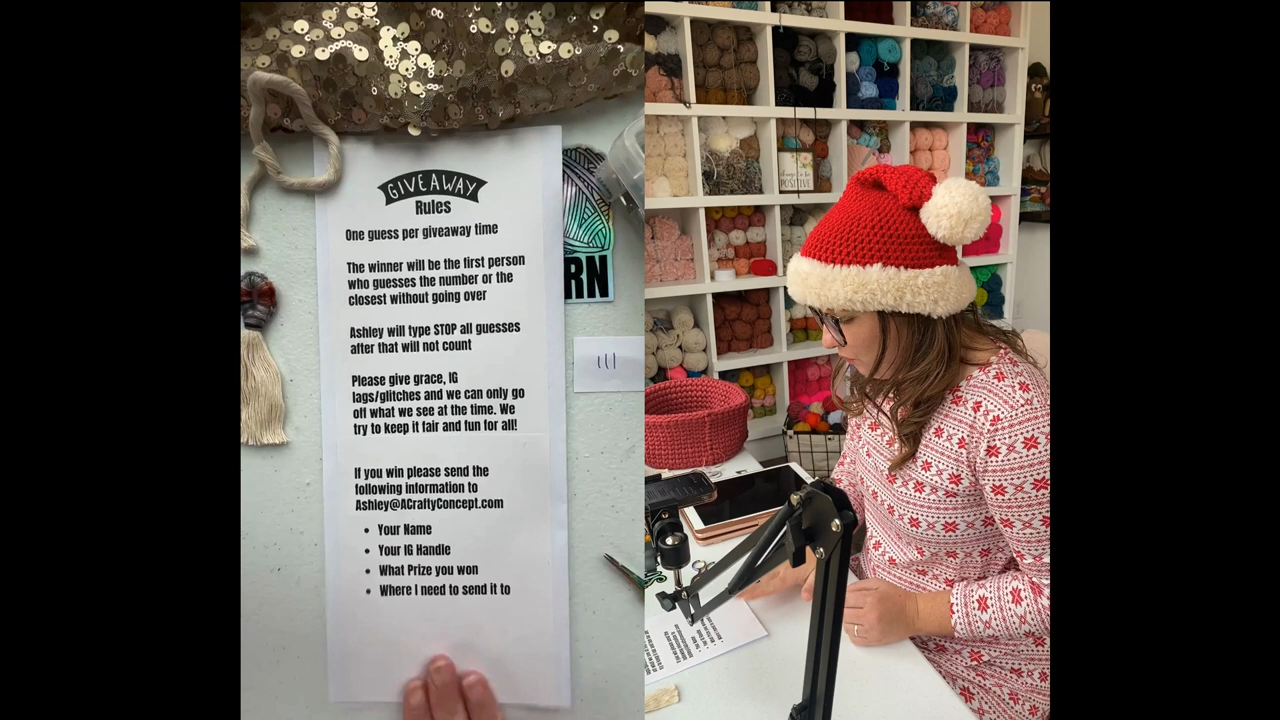 GIVEAWAY
Rules
One guess per giveaway time
The winner will be the first person
who guesses the number or the
closest without going over
Ashley will type STOP all guesses
after that will not count
Please give grace, IG
lags/glitches and we can only go
off what we see at the time. We
try to keep it fair and fun for all!
If you win please send the
following information to
Ashley@ACraftyConcept.com
• Your Name
• Your IG Handle
• What Prize you won
• Where I need to send it to
RN
111
POSITIVE